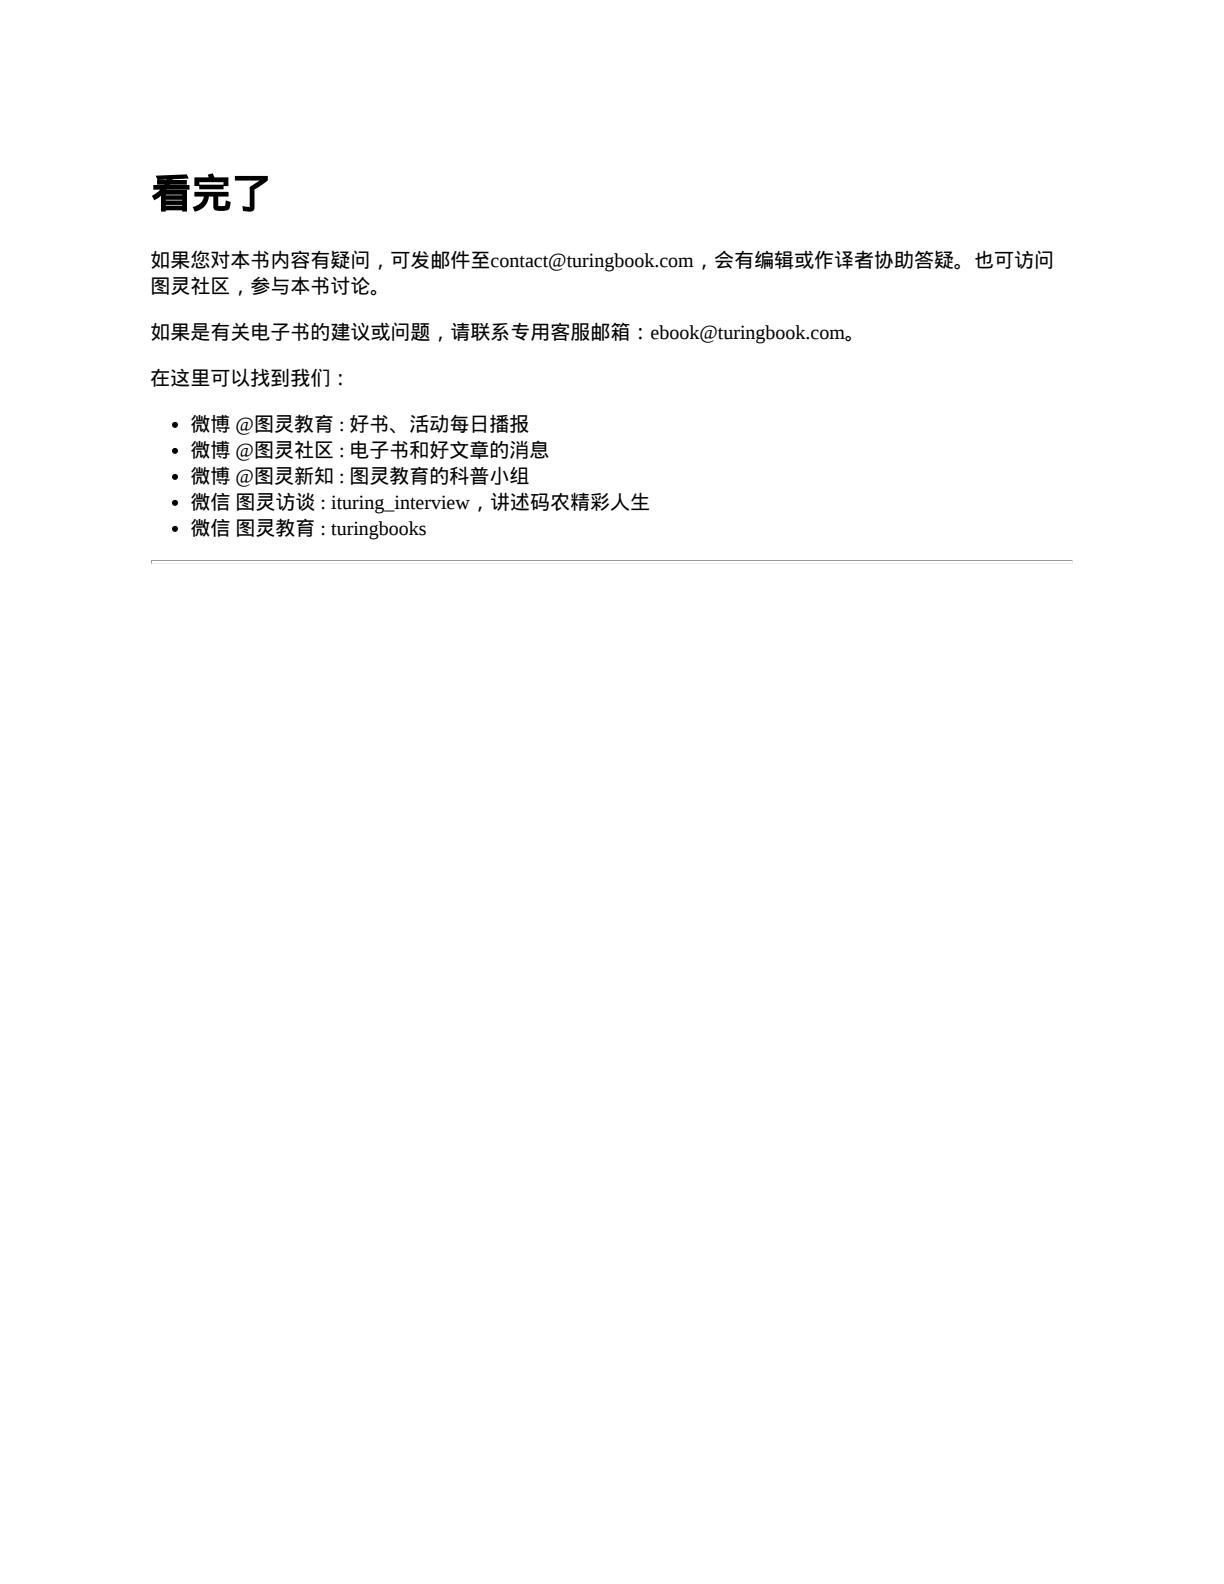 看完了
如果您对本书内容有疑问，可发邮件至contact@turingbook.com，会有编辑或作译者协助答疑。也可访问
图灵社区，参与本书讨论。
如果是有关电子书的建议或问题，请联系专用客服邮箱：ebook@turingbook.com。
在这里可以找到我们：
• 微博 @图灵教育 : 好书、活动每日播报
• 微博 @图灵社区 : 电子书和好文章的消息
• 微博 @图灵新知 : 图灵教育的科普小组
• 微信 图灵访谈 : ituring_interview，讲述码农精彩人生
• 微信 图灵教育 : turingbooks